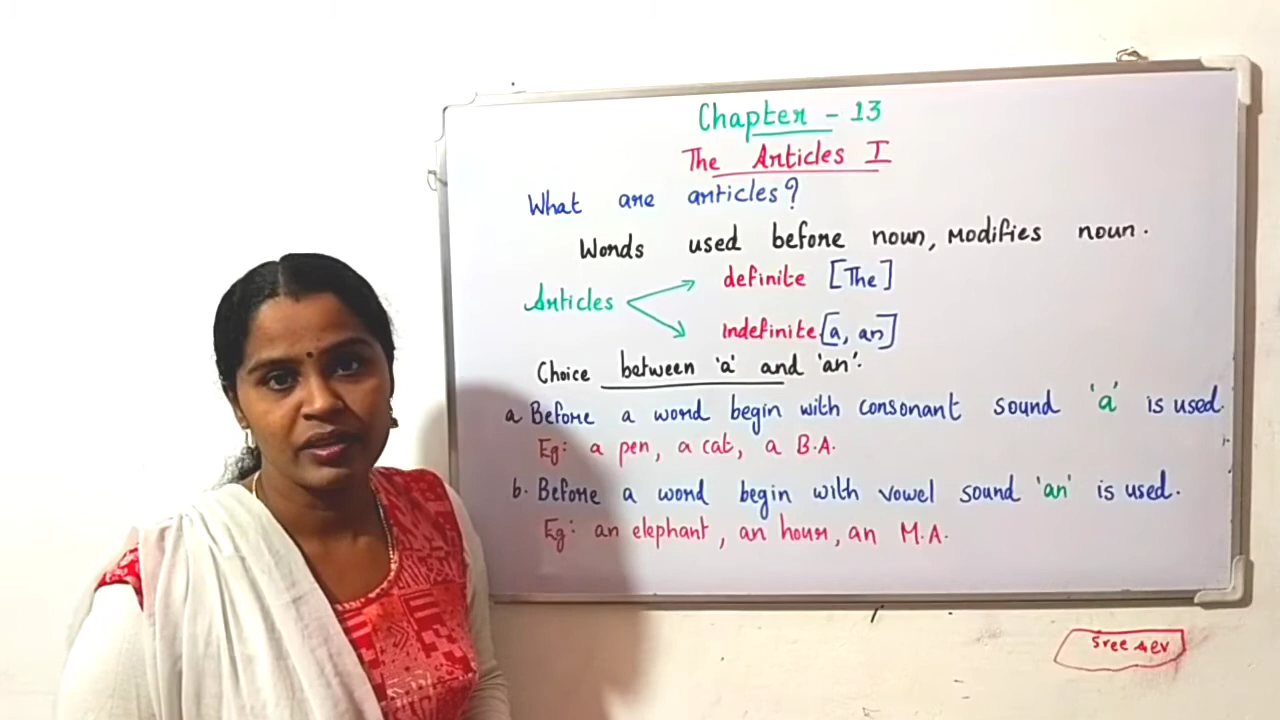 Chapter - 13
The Articles I
What are articles?
Words used before noun, Modifies noun.
Articles
definite [The]
Indefinite [a, an]
Choice between 'a' and 'an'.
a Before a word begin with consonant sound 'a' is used.
Eg: a pen, a cat, a B.A.
b. Before a word begin with vowel sound 'an' is used.
Eg: an elephant, an hour, an M.A.
Sree